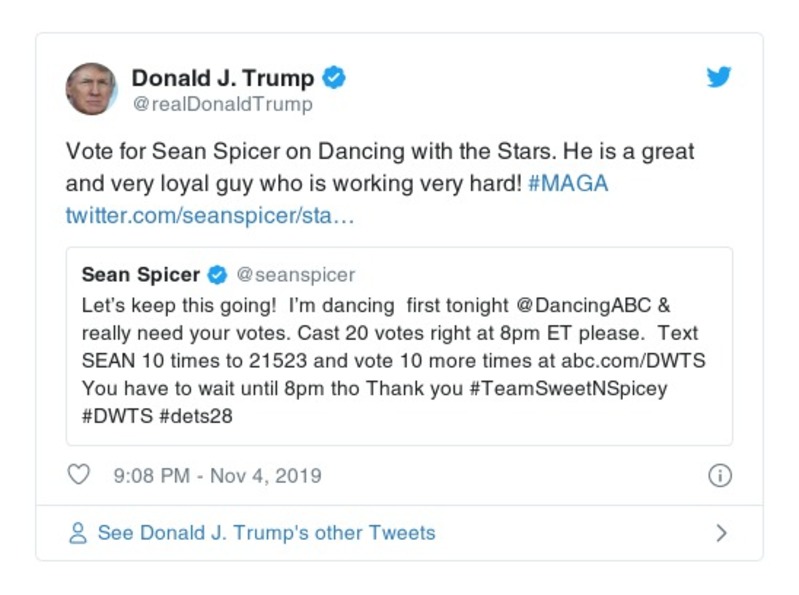 Donald J. Trump
@realDonaldTrump
Vote for Sean Spicer on Dancing with the Stars. He is a great
and very loyal guy who is working very hard! #MAGA
twitter.com/seanspicer/sta…
Sean Spicer @seanspicer
Let’s keep this going!  I’m dancing  first tonight @DancingABC &
really need your votes. Cast 20 votes right at 8pm ET please.  Text
SEAN 10 times to 21523 and vote 10 more times at abc.com/DWTS
You have to wait until 8pm tho Thank you #TeamSweetNSpicey
#DWTS #dets28
9:08 PM - Nov 4, 2019
See Donald J. Trump's other Tweets